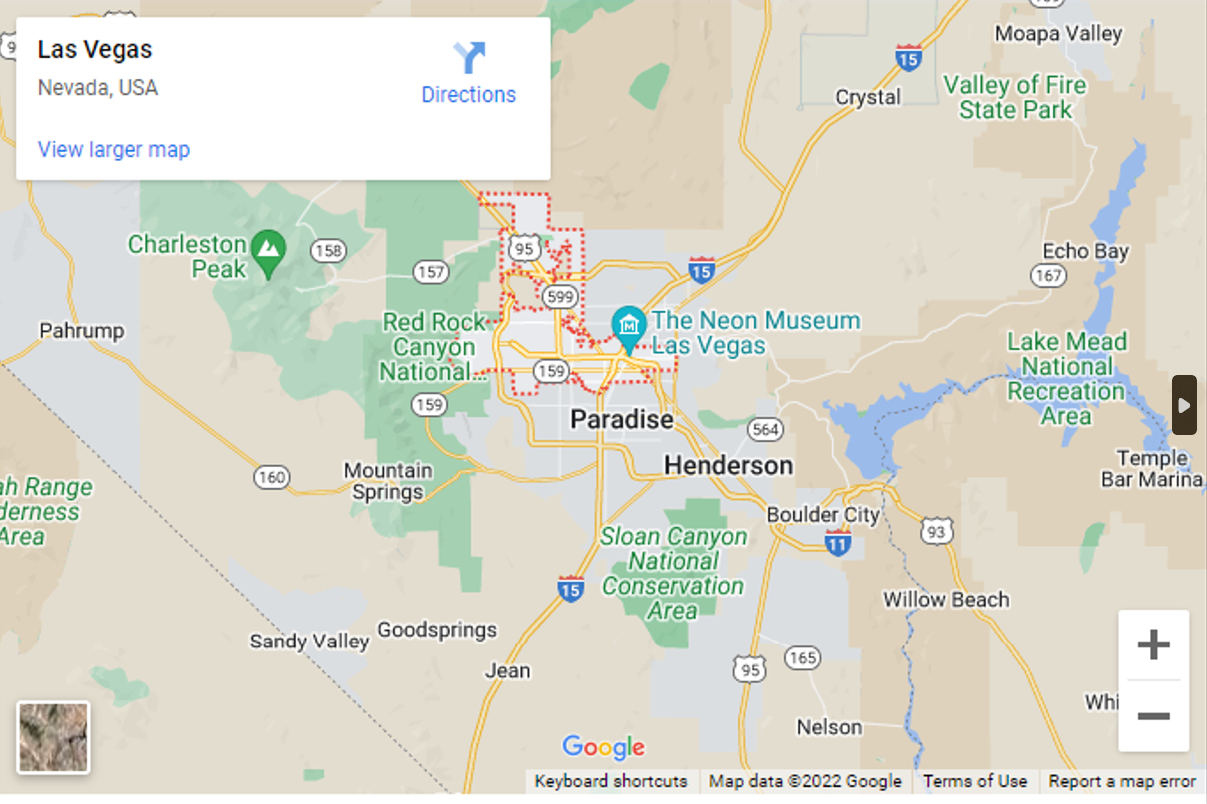 Las Vegas
Nevada, USA
Directions
View larger map
9
Moapa Valley
15
Crystal
Valley of Fire
State Park
Charleston
Peak
158
157
95
15
599
Echo Bay
167
Pahrump
Red Rock
Canyon
National...
The Neon Museum
Las Vegas
Lake Mead
National
Recreation
Area
159
159
Paradise
564
Henderson
Mountain
Springs
160
Temple
Bar Marina
ah Range
derness
Area
Boulder City
11
93
Sloan Canyon
National
Conservation
Area
15
Willow Beach
Sandy Valley
Goodsprings
Jean
95
165
Whi
Nelson
Google
Keyboard shortcuts
Map data ©2022 Google
Terms of Use
Report a map error